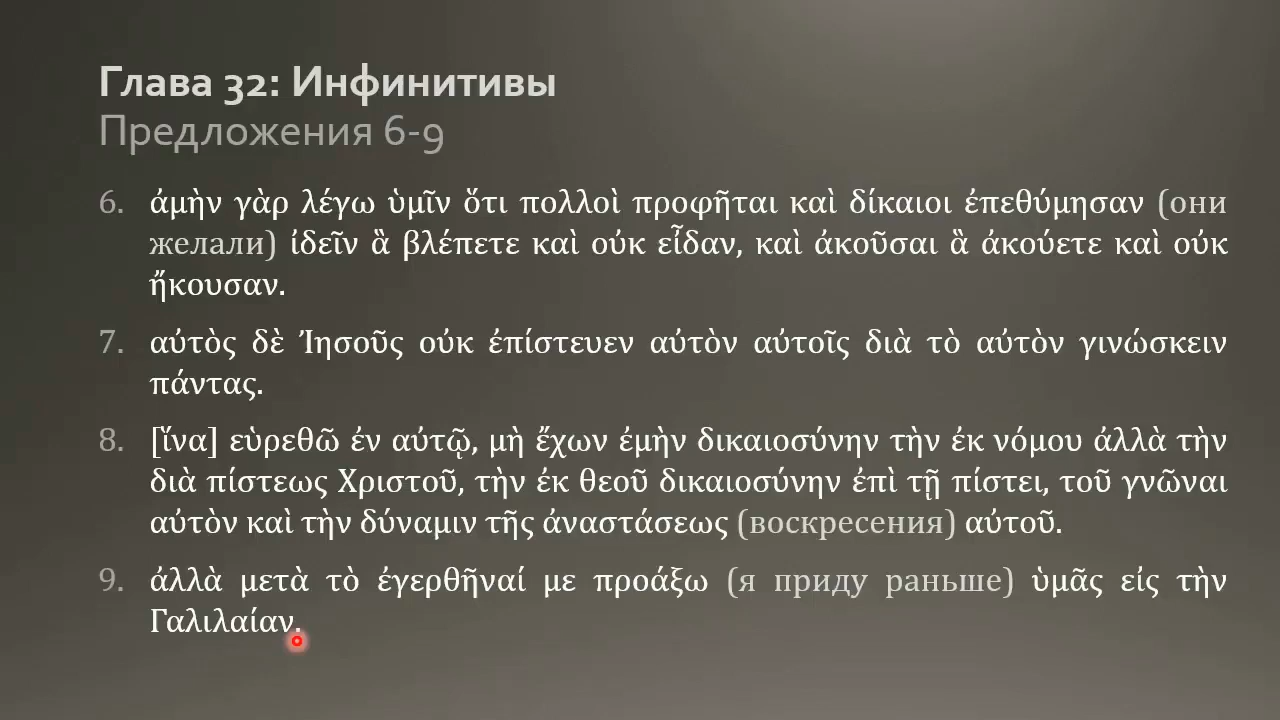 Глава 32: Инфинитивы
Предложения 6-9
6. ἀμὴν γὰρ λέγω ὑμῖν ὅτι πολλοὶ προφῆται καὶ δίκαιοι ἐπεθύμησαν (они
желали) ἰδεῖν ἃ βλέπετε καὶ οὐκ εἶδαν, καὶ ἀκοῦσαι ἃ ἀκούετε καὶ οὐκ
ἤκουσαν.
7. αὐτὸς δὲ Ἰησοῦς οὐκ ἐπίστευεν αὐτὸν αὐτοῖς διὰ τὸ αὐτὸν γινώσκειν
πάντας.
8. [ἵνα] εὑρεθῶ ἐν αὐτῷ, μὴ ἔχων ἐμὴν δικαιοσύνην τὴν ἐκ νόμου ἀλλὰ τὴν
διὰ πίστεως Χριστοῦ, τὴν ἐκ θεοῦ δικαιοσύνην ἐπὶ τῇ πίστει, τοῦ γνῶναι
αὐτὸν καὶ τὴν δύναμιν τῆς ἀναστάσεως (воскресения) αὐτοῦ.
9. ἀλλὰ μετὰ τὸ ἐγερθῆναί με προάξω (я приду раньше) ὑμᾶς εἰς τὴν
Γαλιλαίαν.